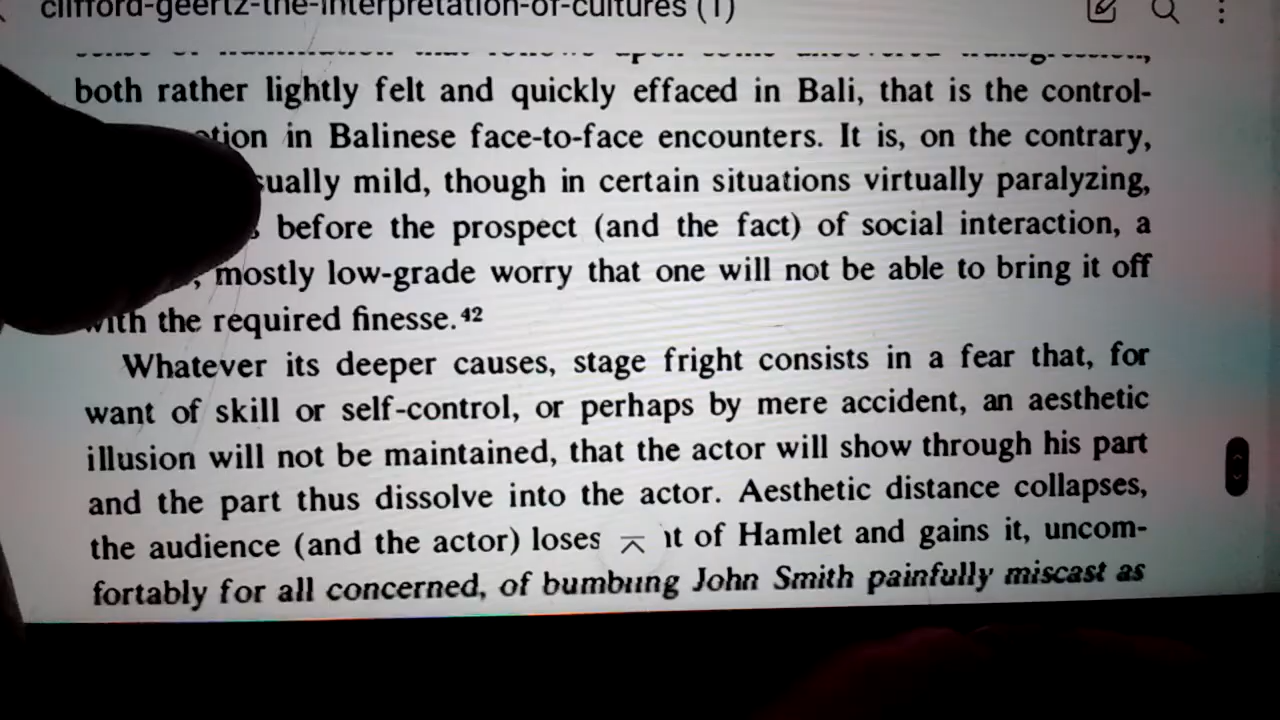 clifford-geertz-the-interpretation-of-cultures (1)
both rather lightly felt and quickly effaced in Bali, that is the control-
in Balinese face-to-face encounters. It is, on the contrary,
mild, though in certain situations virtually paralyzing,
before the prospect (and the fact) of social interaction, a
mostly low-grade worry that one will not be able to bring it off
with the required finesse.42
Whatever its deeper causes, stage fright consists in a fear that, for
want of skill or self-control, or perhaps by mere accident, an aesthetic
illusion will not be maintained, that the actor will show through his part
and the part thus dissolve into the actor. Aesthetic distance collapses,
the audience (and the actor) loses of Hamlet and gains it, uncom-
fortably for all concerned, of bumbling John Smith painfully miscast as